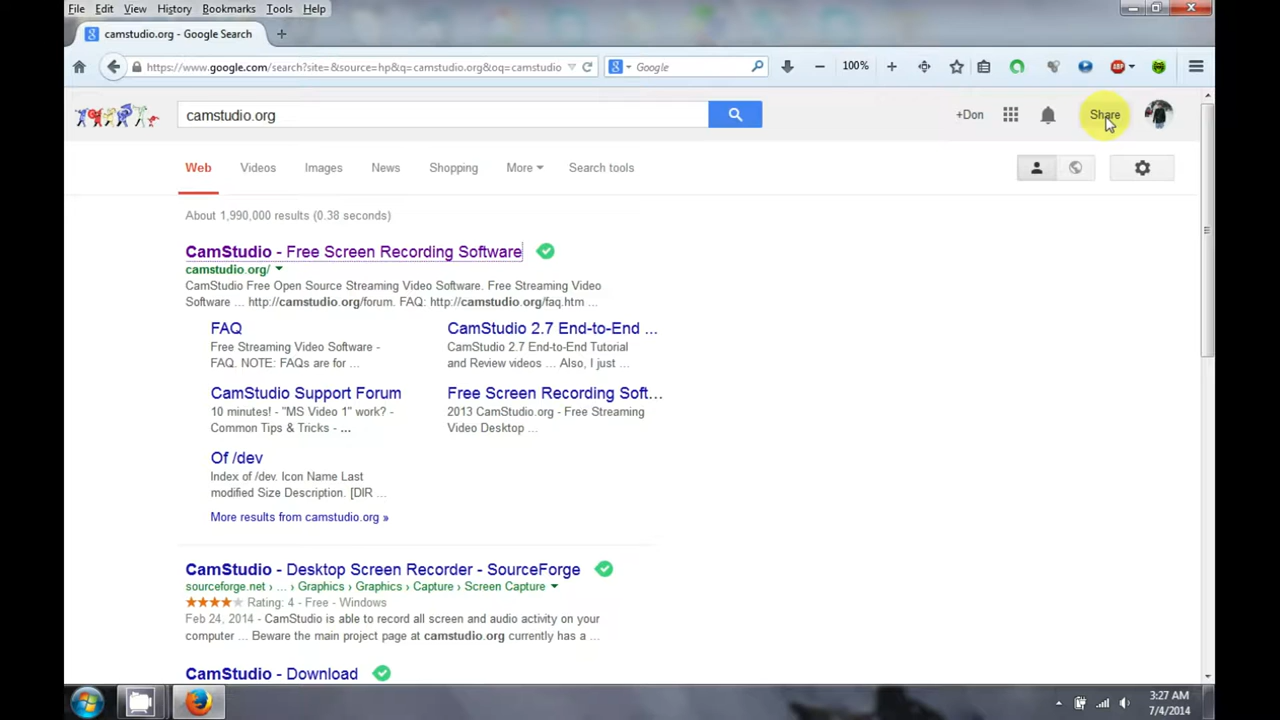 File Edit View History Bookmarks Tools Help
camstudio.org - Google Search
https://www.google.com/search?site=&source=hp&q=camstudio.org&oq=camstudio
Google
100%
camstudio.org
+Don
Share
Web Videos Images News Shopping More Search tools
About 1,990,000 results (0.38 seconds)
CamStudio - Free Screen Recording Software
camstudio.org/
CamStudio Free Open Source Streaming Video Software. Free Streaming Video
Software ... http://camstudio.org/forum. FAQ: http://camstudio.org/faq.htm ...
FAQ
Free Streaming Video Software -
FAQ. NOTE: FAQs are for ...
CamStudio 2.7 End-to-End ...
CamStudio 2.7 End-to-End Tutorial
and Review videos ... Also, I just ...
CamStudio Support Forum
10 minutes! - "MS Video 1" work? -
Common Tips & Tricks - ...
Free Screen Recording Soft...
2013 CamStudio.org - Free Streaming
Video Desktop ...
Of /dev
Index of /dev. Icon Name Last
modified Size Description. [DIR ...
More results from camstudio.org »
CamStudio - Desktop Screen Recorder - SourceForge
sourceforge.net › ... › Graphics › Graphics › Capture › Screen Capture
Rating: 4 - Free - Windows
Feb 24, 2014 - CamStudio is able to record all screen and audio activity on your
computer ... Beware the main project page at camstudio.org currently has a ...
CamStudio - Download
3:27 AM
7/4/2014